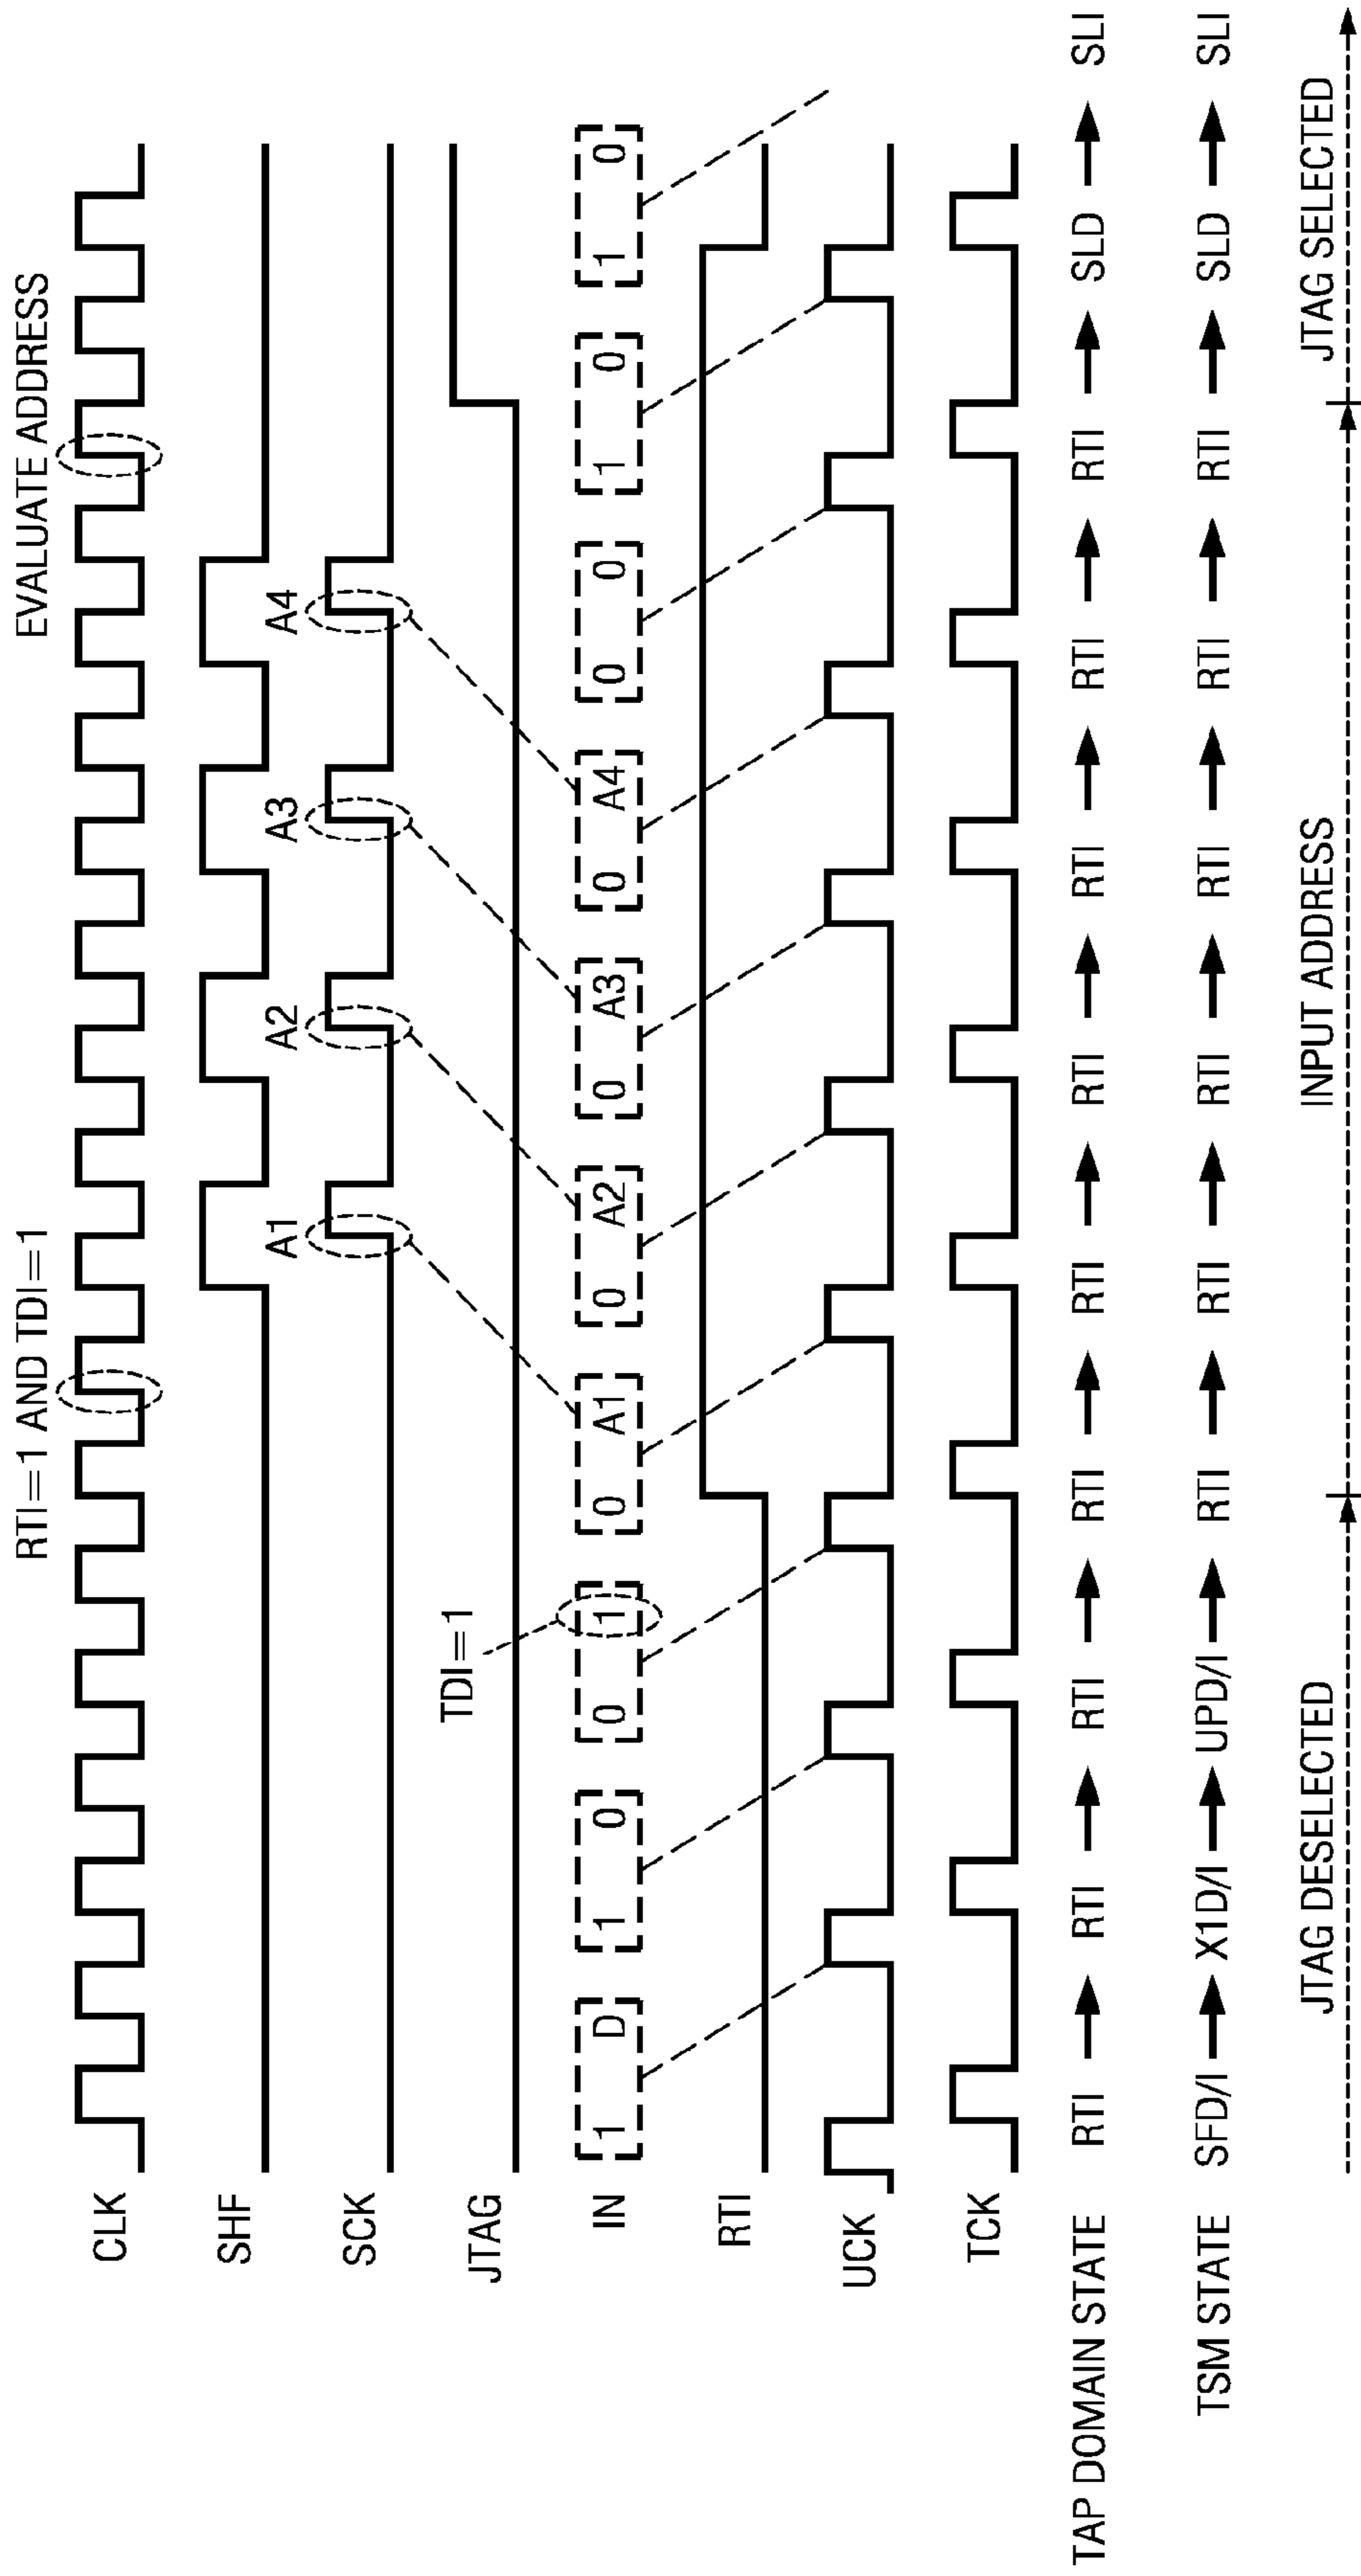 RTI=1 AND TDI=1
EVALUATE ADDRESS
CLK
SHF
A1 A2 A3 A4
SCK
JTAG
TDI=1
IN 1 D 1 0 0 1 0 A1 0 A2 0 A3 0 A4 0 0 1 0 1 0
RTI
UCK
TCK
TAP DOMAIN STATE RTI RTI RTI RTI RTI RTI RTI RTI RTI SLD SLI
TSM STATE SFD/I X1D/I UPD/I RTI RTI RTI RTI RTI RTI SLD SLI
JTAG DESELECTED INPUT ADDRESS JTAG SELECTED